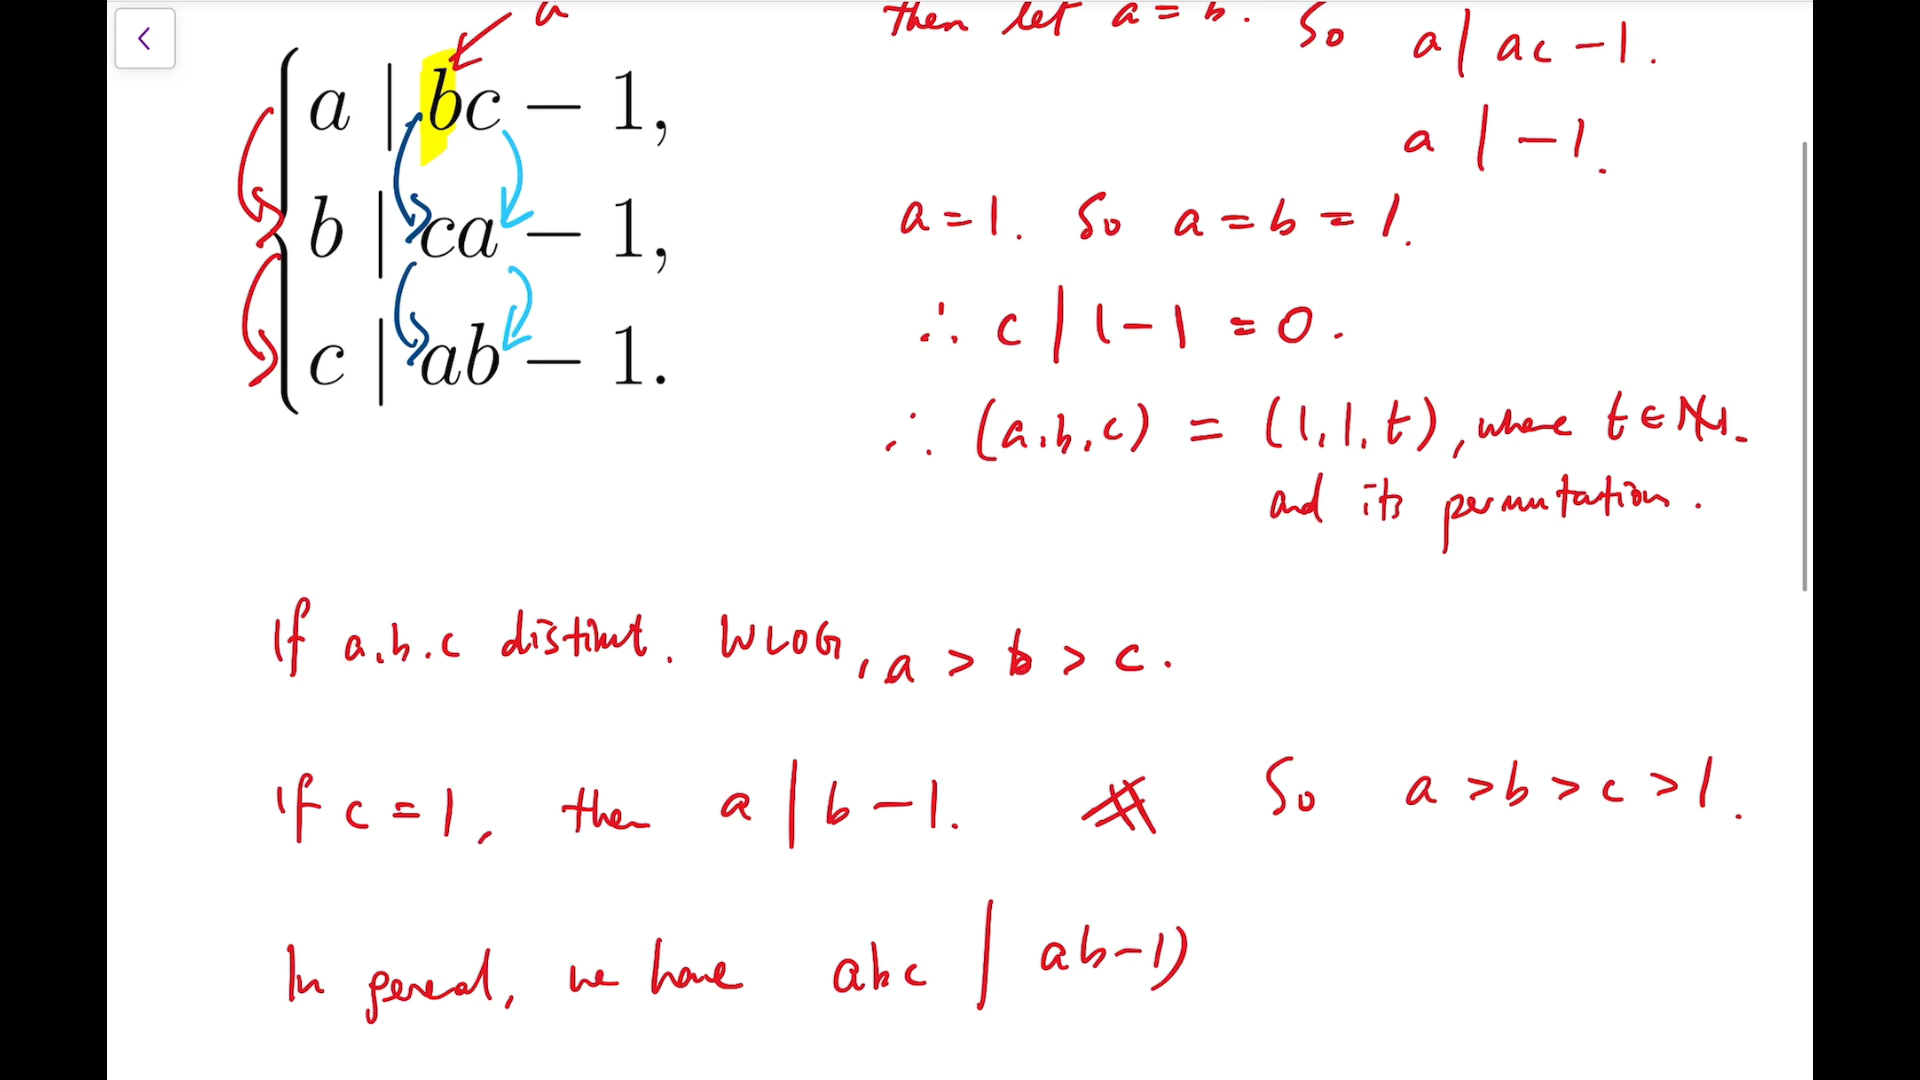 a
then let a = b. So a | ac - 1.
a | bc − 1,
a | -1.
b | ca − 1,
a = 1. So a = b = 1.
c | ab − 1.
∴ c | 1 - 1 = 0.
∴ (a,b,c) = (1,1,t), where t ∈ ℕ.
and its permutation.
If a,b,c distinct. WLOG, a > b > c.
If c = 1, then a | b - 1. # So a > b > c > 1.
In general, we have abc | ab-1)